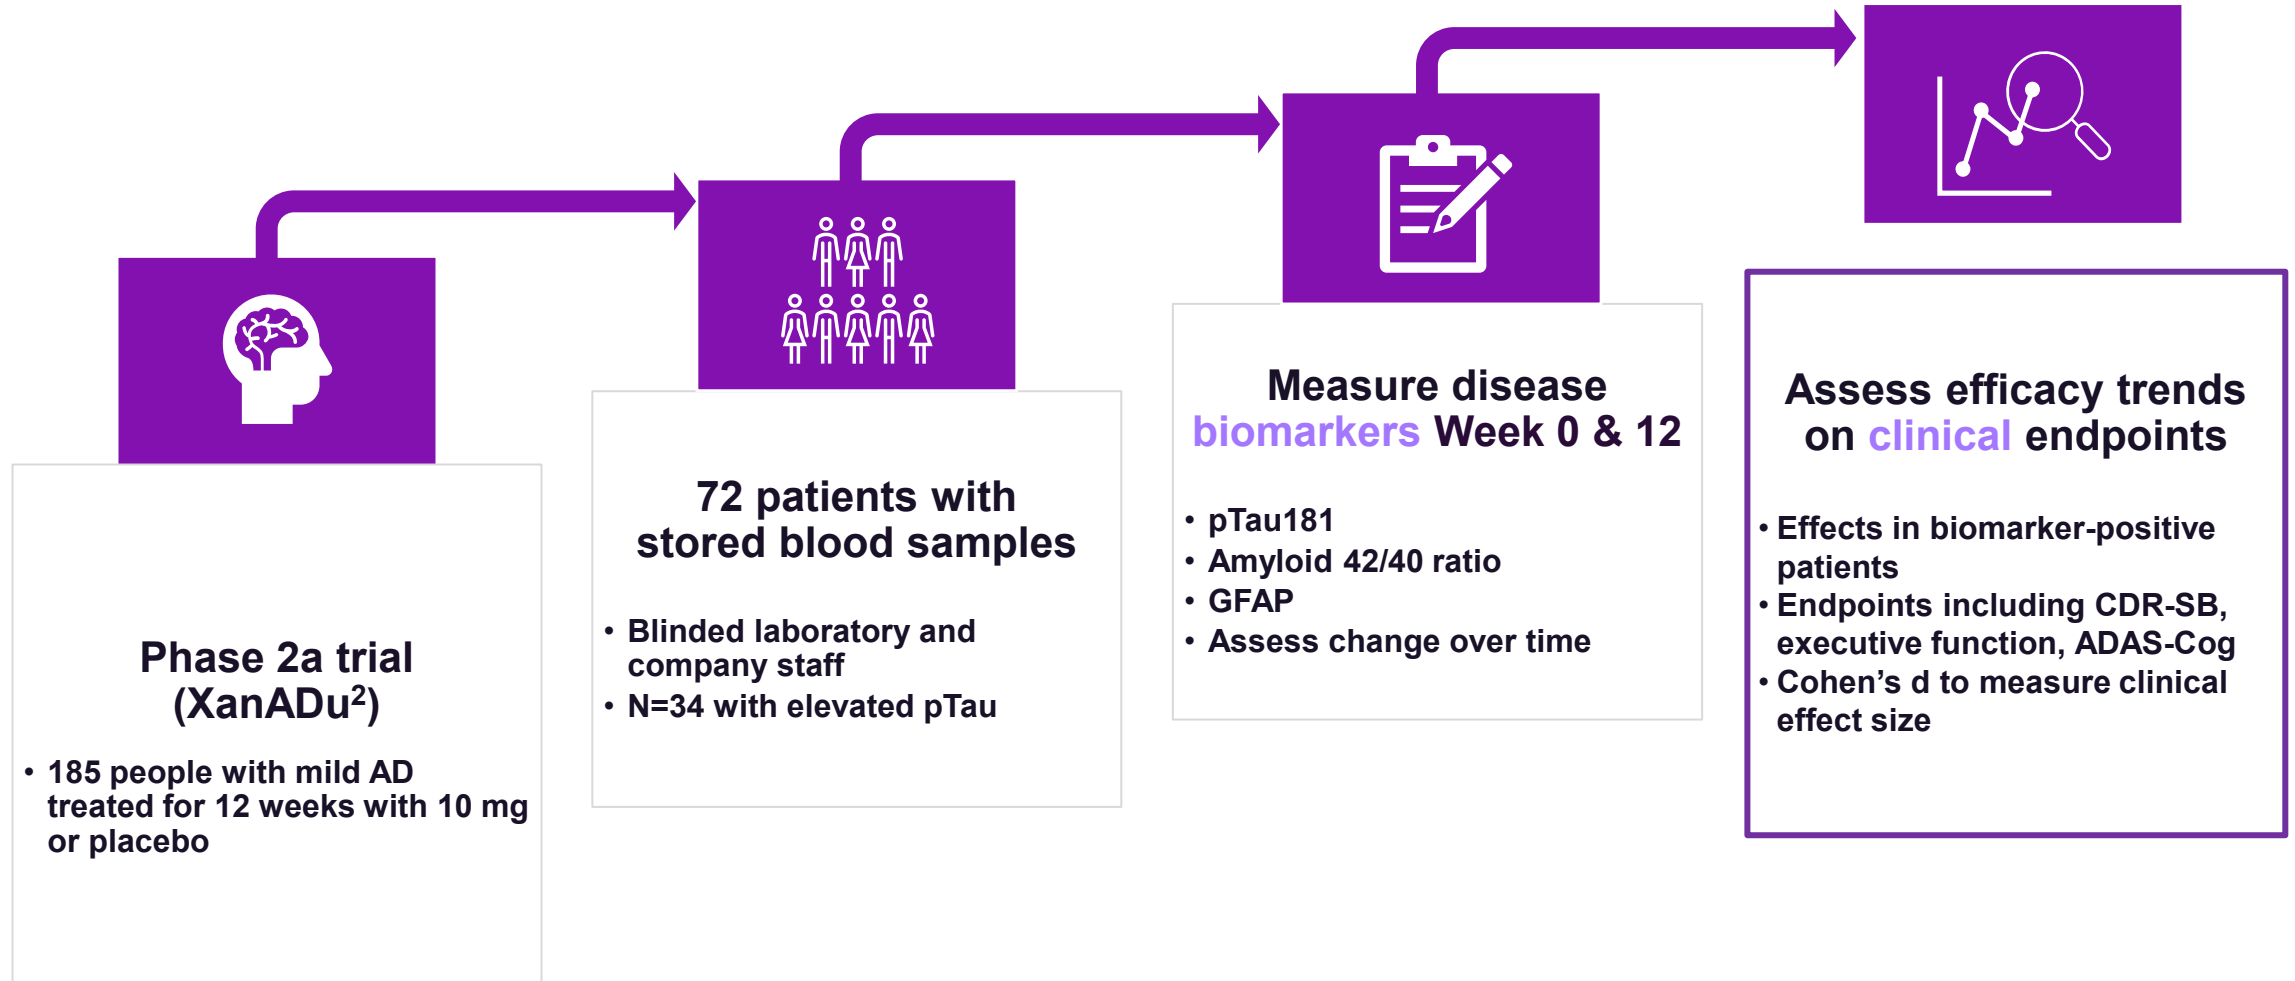 Phase 2a trial
(XanADu²)
• 185 people with mild AD
treated for 12 weeks with 10 mg
or placebo
72 patients with
stored blood samples
• Blinded laboratory and
company staff
• N=34 with elevated pTau
Measure disease
biomarkers Week 0 & 12
• pTau181
• Amyloid 42/40 ratio
• GFAP
• Assess change over time
Assess efficacy trends
on clinical endpoints
• Effects in biomarker-positive
patients
• Endpoints including CDR-SB,
executive function, ADAS-Cog
• Cohen’s d to measure clinical
effect size